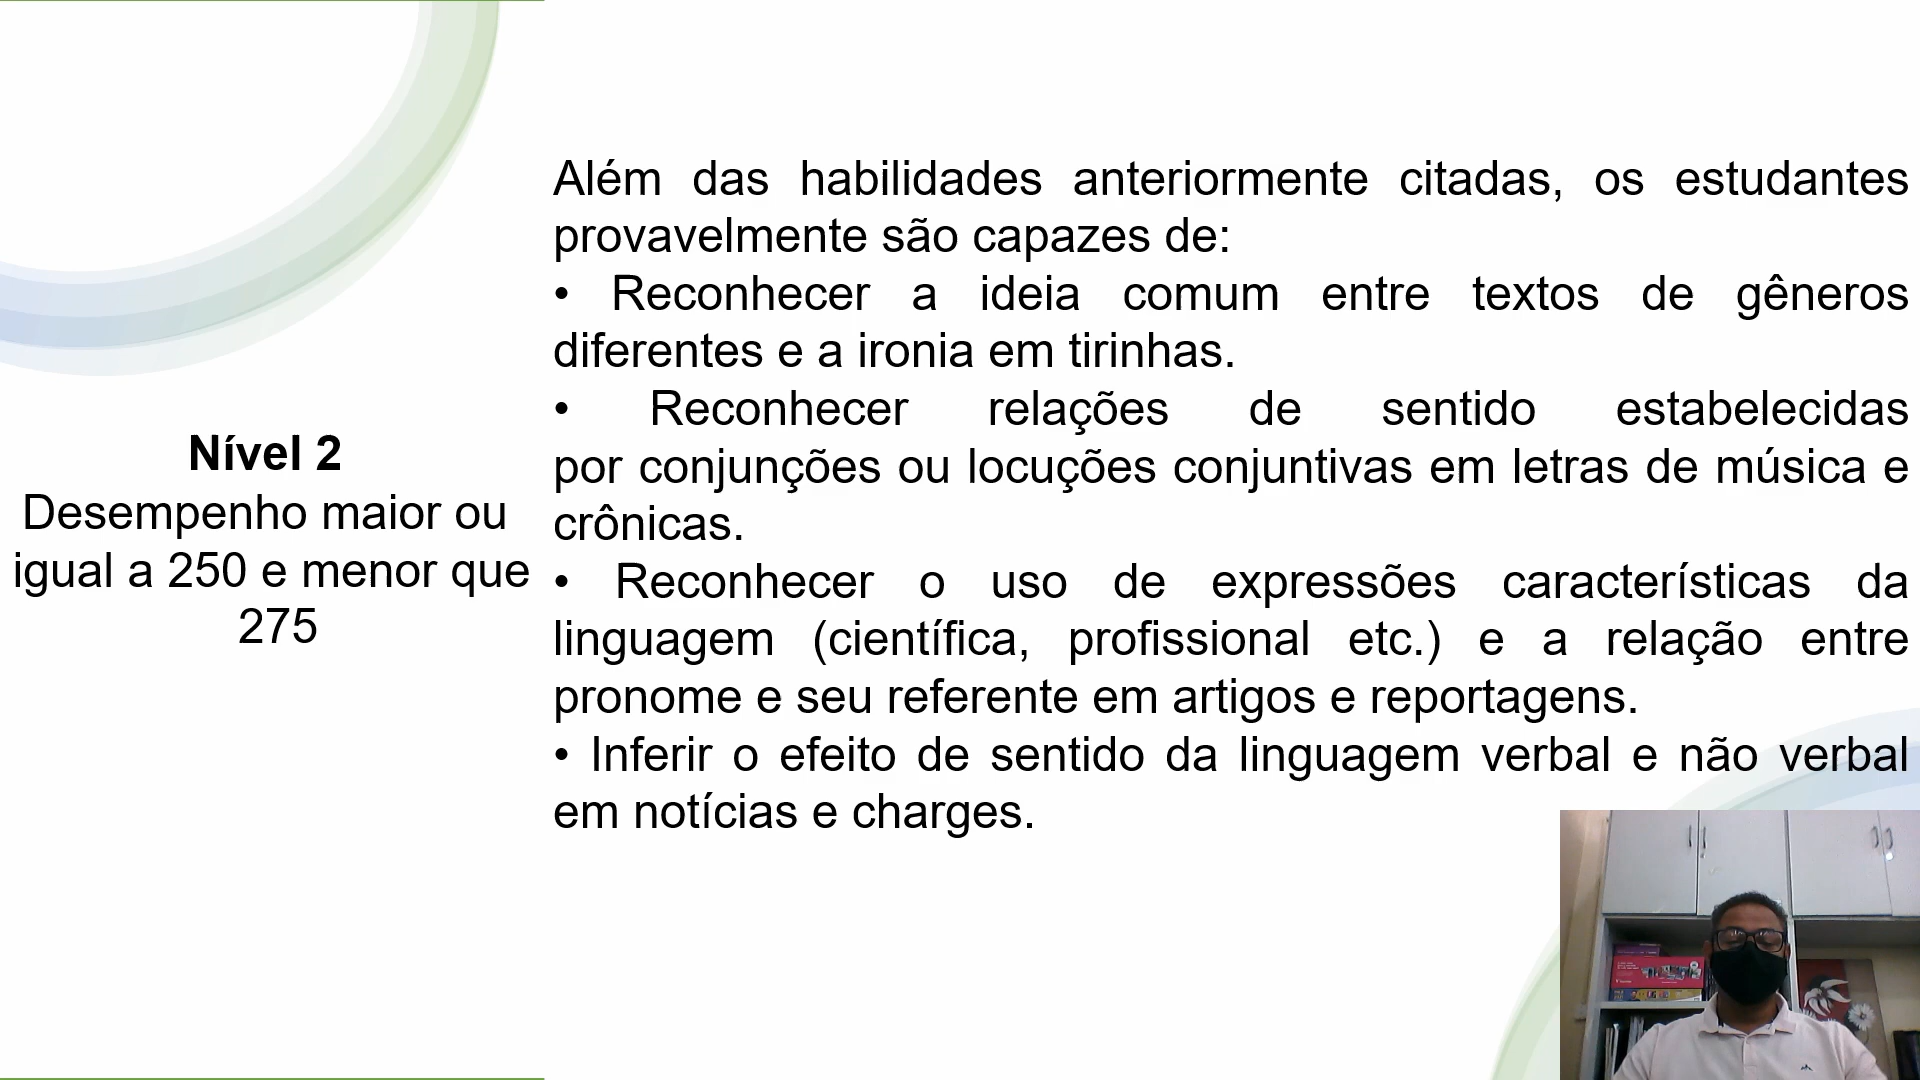 Nível 2
Desempenho maior ou
igual a 250 e menor que
275
Além das habilidades anteriormente citadas, os estudantes
provavelmente são capazes de:
• Reconhecer a ideia comum entre textos de gêneros
diferentes e a ironia em tirinhas.
• Reconhecer relações de sentido estabelecidas
por conjunções ou locuções conjuntivas em letras de música e
crônicas.
• Reconhecer o uso de expressões características da
linguagem (científica, profissional etc.) e a relação entre
pronome e seu referente em artigos e reportagens.
• Inferir o efeito de sentido da linguagem verbal e não verbal
em notícias e charges.